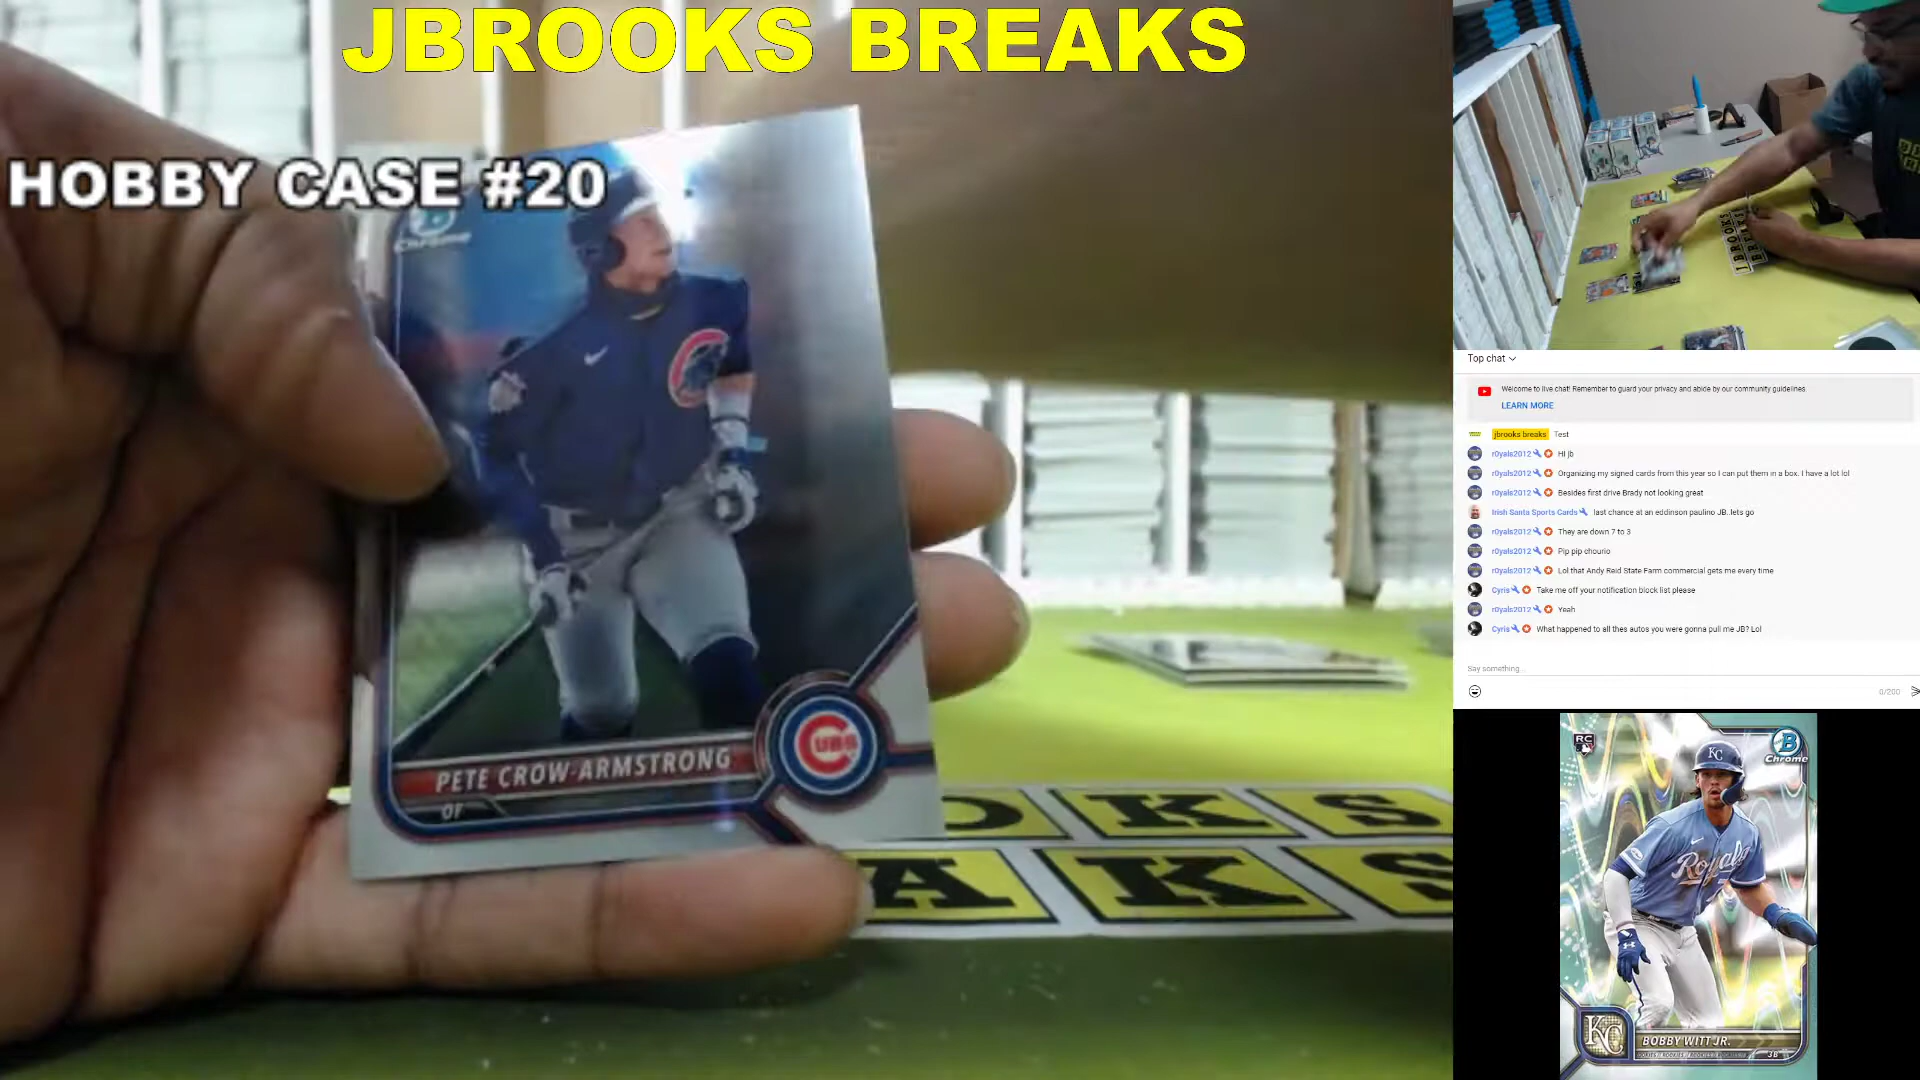 JBROOKS BREAKS
HOBBY CASE #20
Chrome
CUBS
PETE CROW-ARMSTRONG
OF
OKS
AKS
JBROOKS
BREAKS
Top chat
Welcome to live chat! Remember to guard your privacy and abide by our community guidelines.
LEARN MORE
jbrooks breaks Test
r0yals2012 Hi jb
r0yals2012 Organizing my signed cards from this year so I can put them in a box. I have a lot lol
r0yals2012 Besides first drive Brady not looking great
Irish Santa Sports Cards last chance at an eddinson paulino JB..lets go
r0yals2012 They are down 7 to 3
r0yals2012 Pip pip chourio
r0yals2012 Lol that Andy Reid State Farm commercial gets me every time
Cyris Take me off your notification block list please
r0yals2012 Yeah
Cyris What happened to all thes autos you were gonna pull me JB? Lol
Say something...
0/200
RC
B
Chrome
KC
Royals
KC
BOBBY WITT JR.